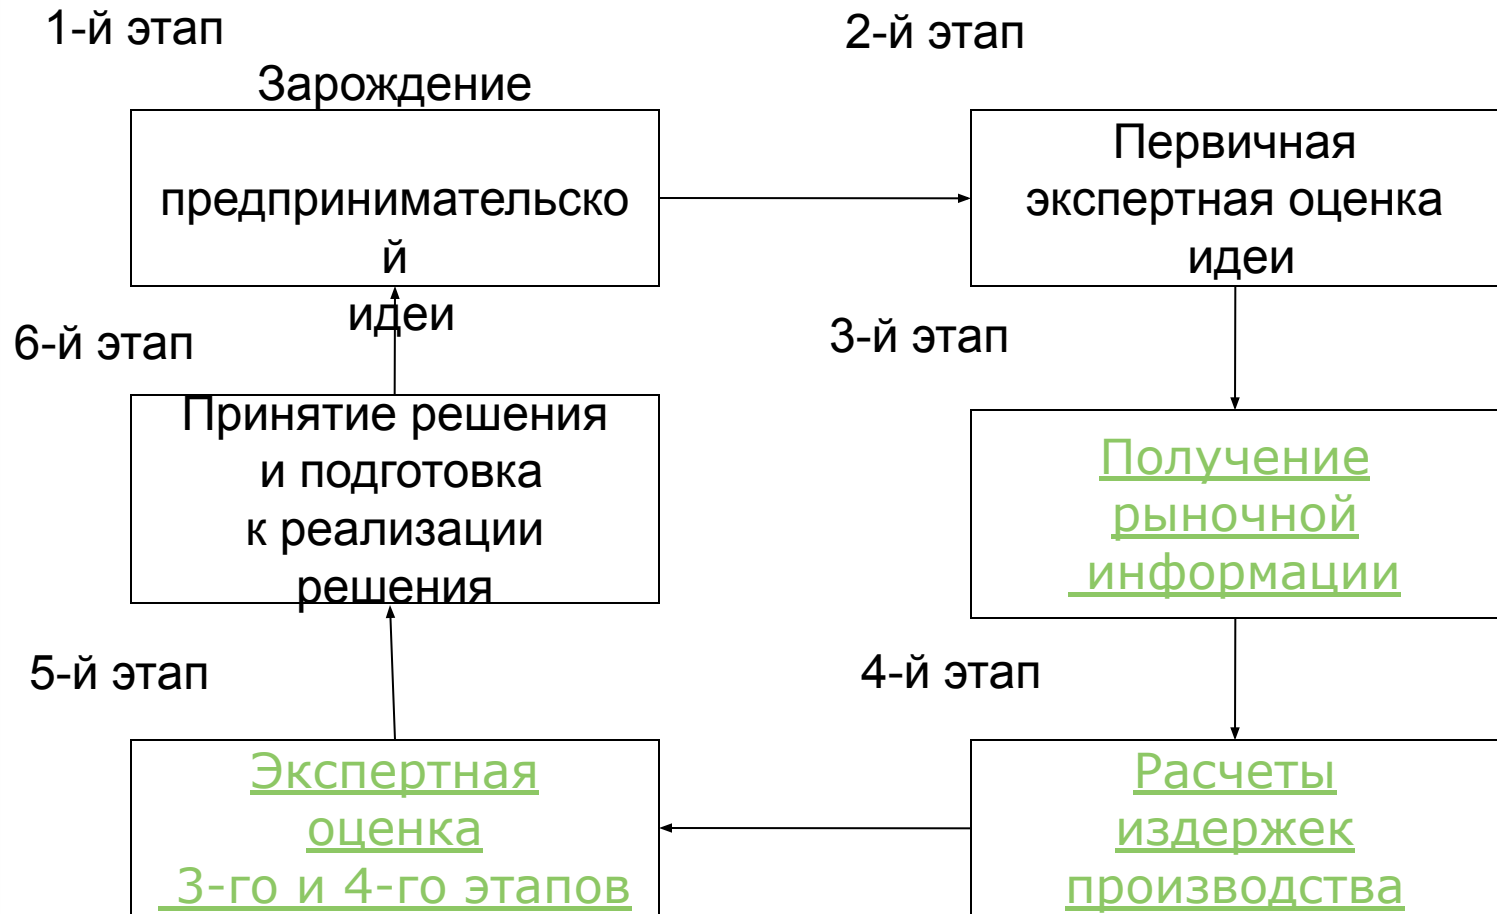 1-й этап
Зарождение
предпринимательско
й
идеи
2-й этап
Первичная
экспертная оценка
идеи
3-й этап
Получение
рыночной
информации
4-й этап
Расчеты
издержек
производства
5-й этап
Экспертная
оценка
3-го и 4-го этапов
6-й этап
Принятие решения
и подготовка
к реализации
решения